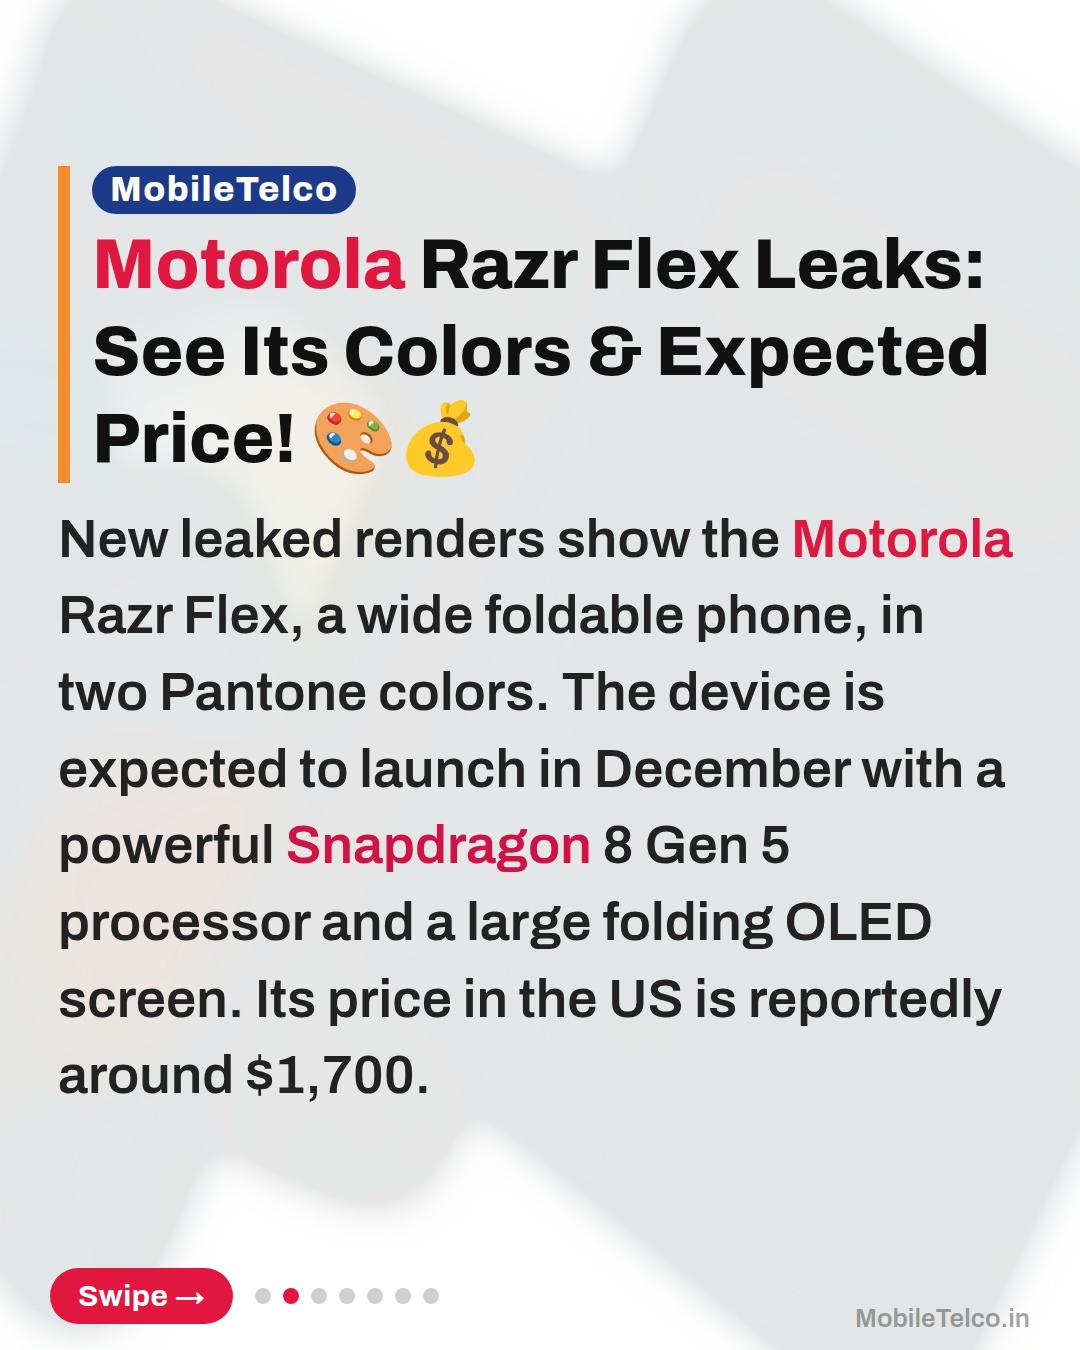 MobileTelco
Motorola Razr Flex Leaks:
See Its Colors & Expected
Price! 🎨💰
New leaked renders show the Motorola
Razr Flex, a wide foldable phone, in
two Pantone colors. The device is
expected to launch in December with a
powerful Snapdragon 8 Gen 5
processor and a large folding OLED
screen. Its price in the US is reportedly
around $1,700.
Swipe →
MobileTelco.in